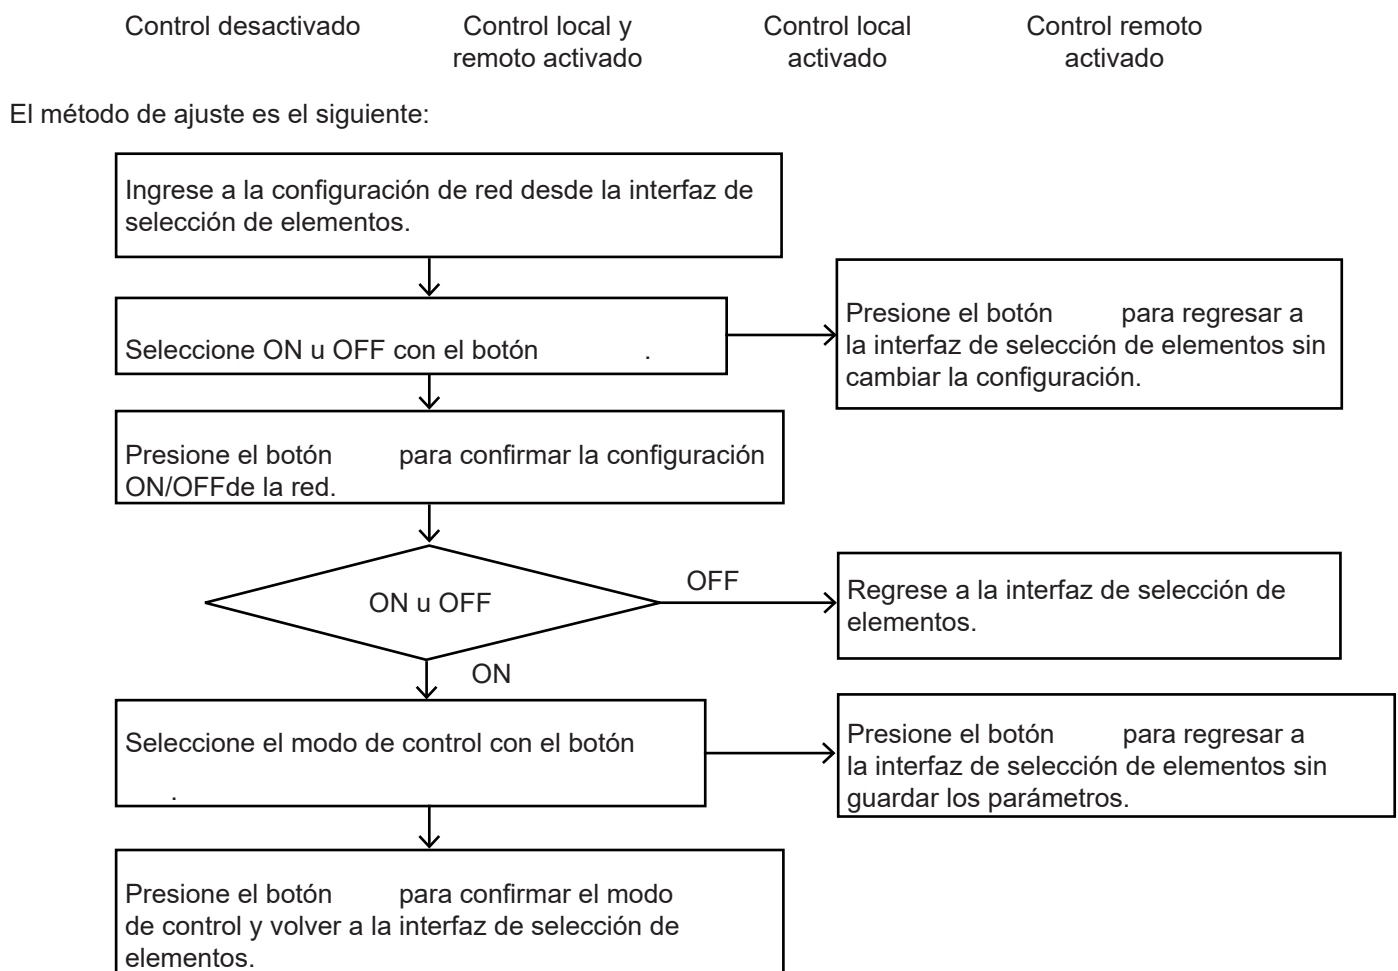 Control desactivado
Control local y
remoto activado
Control local
activado
Control remoto
activado
El método de ajuste es el siguiente:
Ingrese a la configuración de red desde la interfaz de
selección de elementos.
Seleccione ON u OFF con el botón .
Presione el botón para regresar a
la interfaz de selección de elementos sin
cambiar la configuración.
Presione el botón para confirmar la configuración
ON/OFFde la red.
ON u OFF
OFF
Regrese a la interfaz de selección de
elementos.
ON
Seleccione el modo de control con el botón
.
Presione el botón para regresar a
la interfaz de selección de elementos sin
guardar los parámetros.
Presione el botón para confirmar el modo
de control y volver a la interfaz de selección de
elementos.